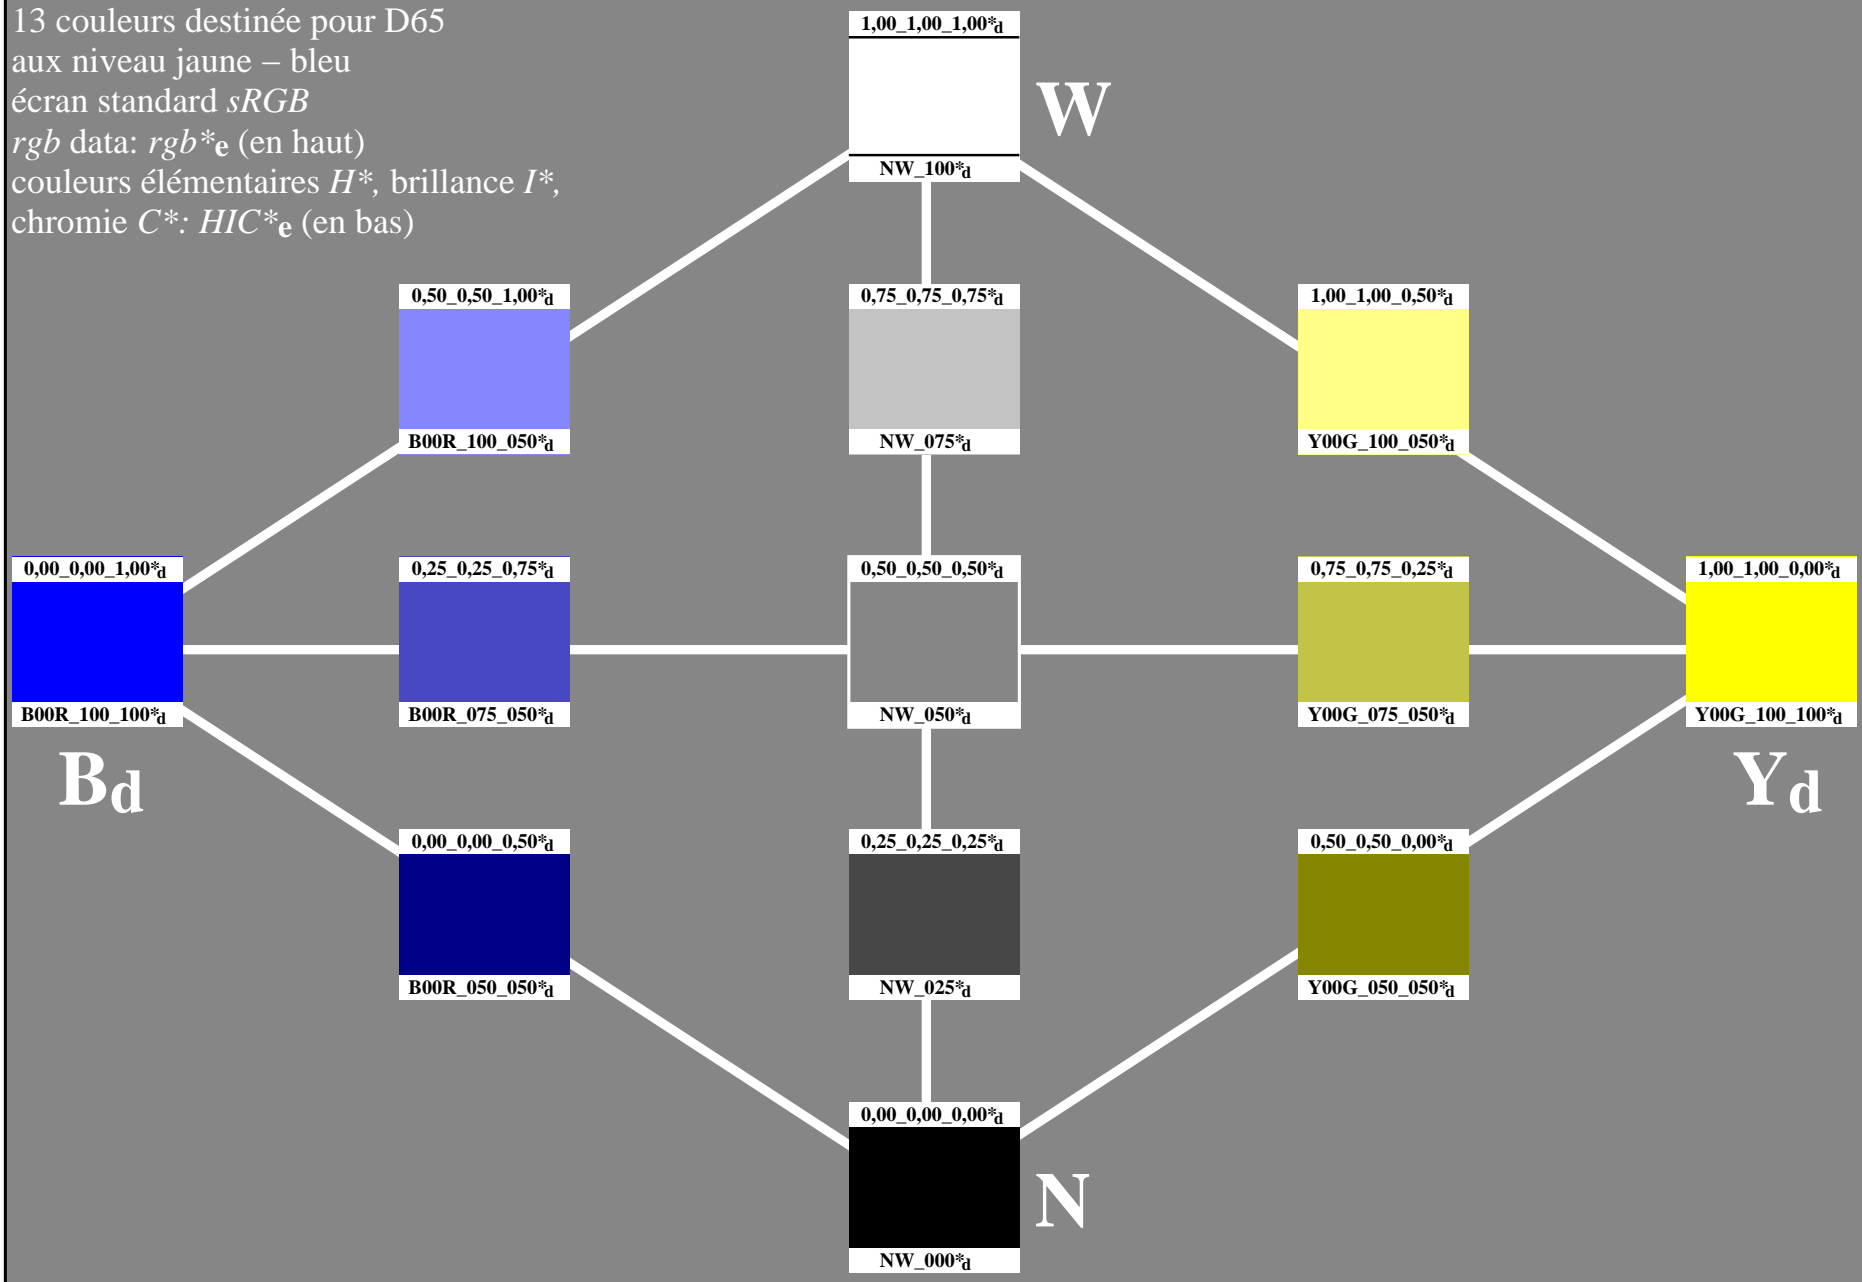 13 couleurs destinée pour D65
aux niveau jaune – bleu
écran standard sRGB
rgb data: rgb*e (en haut)
couleurs élémentaires H*, brillance I*,
chromie C*: HIC*e (en bas)
1,00_1,00_1,00*d
W
NW_100*d
0,50_0,50_1,00*d
0,75_0,75_0,75*d
1,00_1,00_0,50*d
B00R_100_050*d
NW_075*d
Y00G_100_050*d
0,00_0,00_1,00*d
0,25_0,25_0,75*d
0,50_0,50_0,50*d
0,75_0,75_0,25*d
1,00_1,00_0,00*d
B00R_100_100*d
B00R_075_050*d
NW_050*d
Y00G_075_050*d
Y00G_100_100*d
Bd
Yd
0,00_0,00_0,50*d
0,25_0,25_0,25*d
0,50_0,50_0,00*d
B00R_050_050*d
NW_025*d
Y00G_050_050*d
0,00_0,00_0,00*d
N
NW_000*d